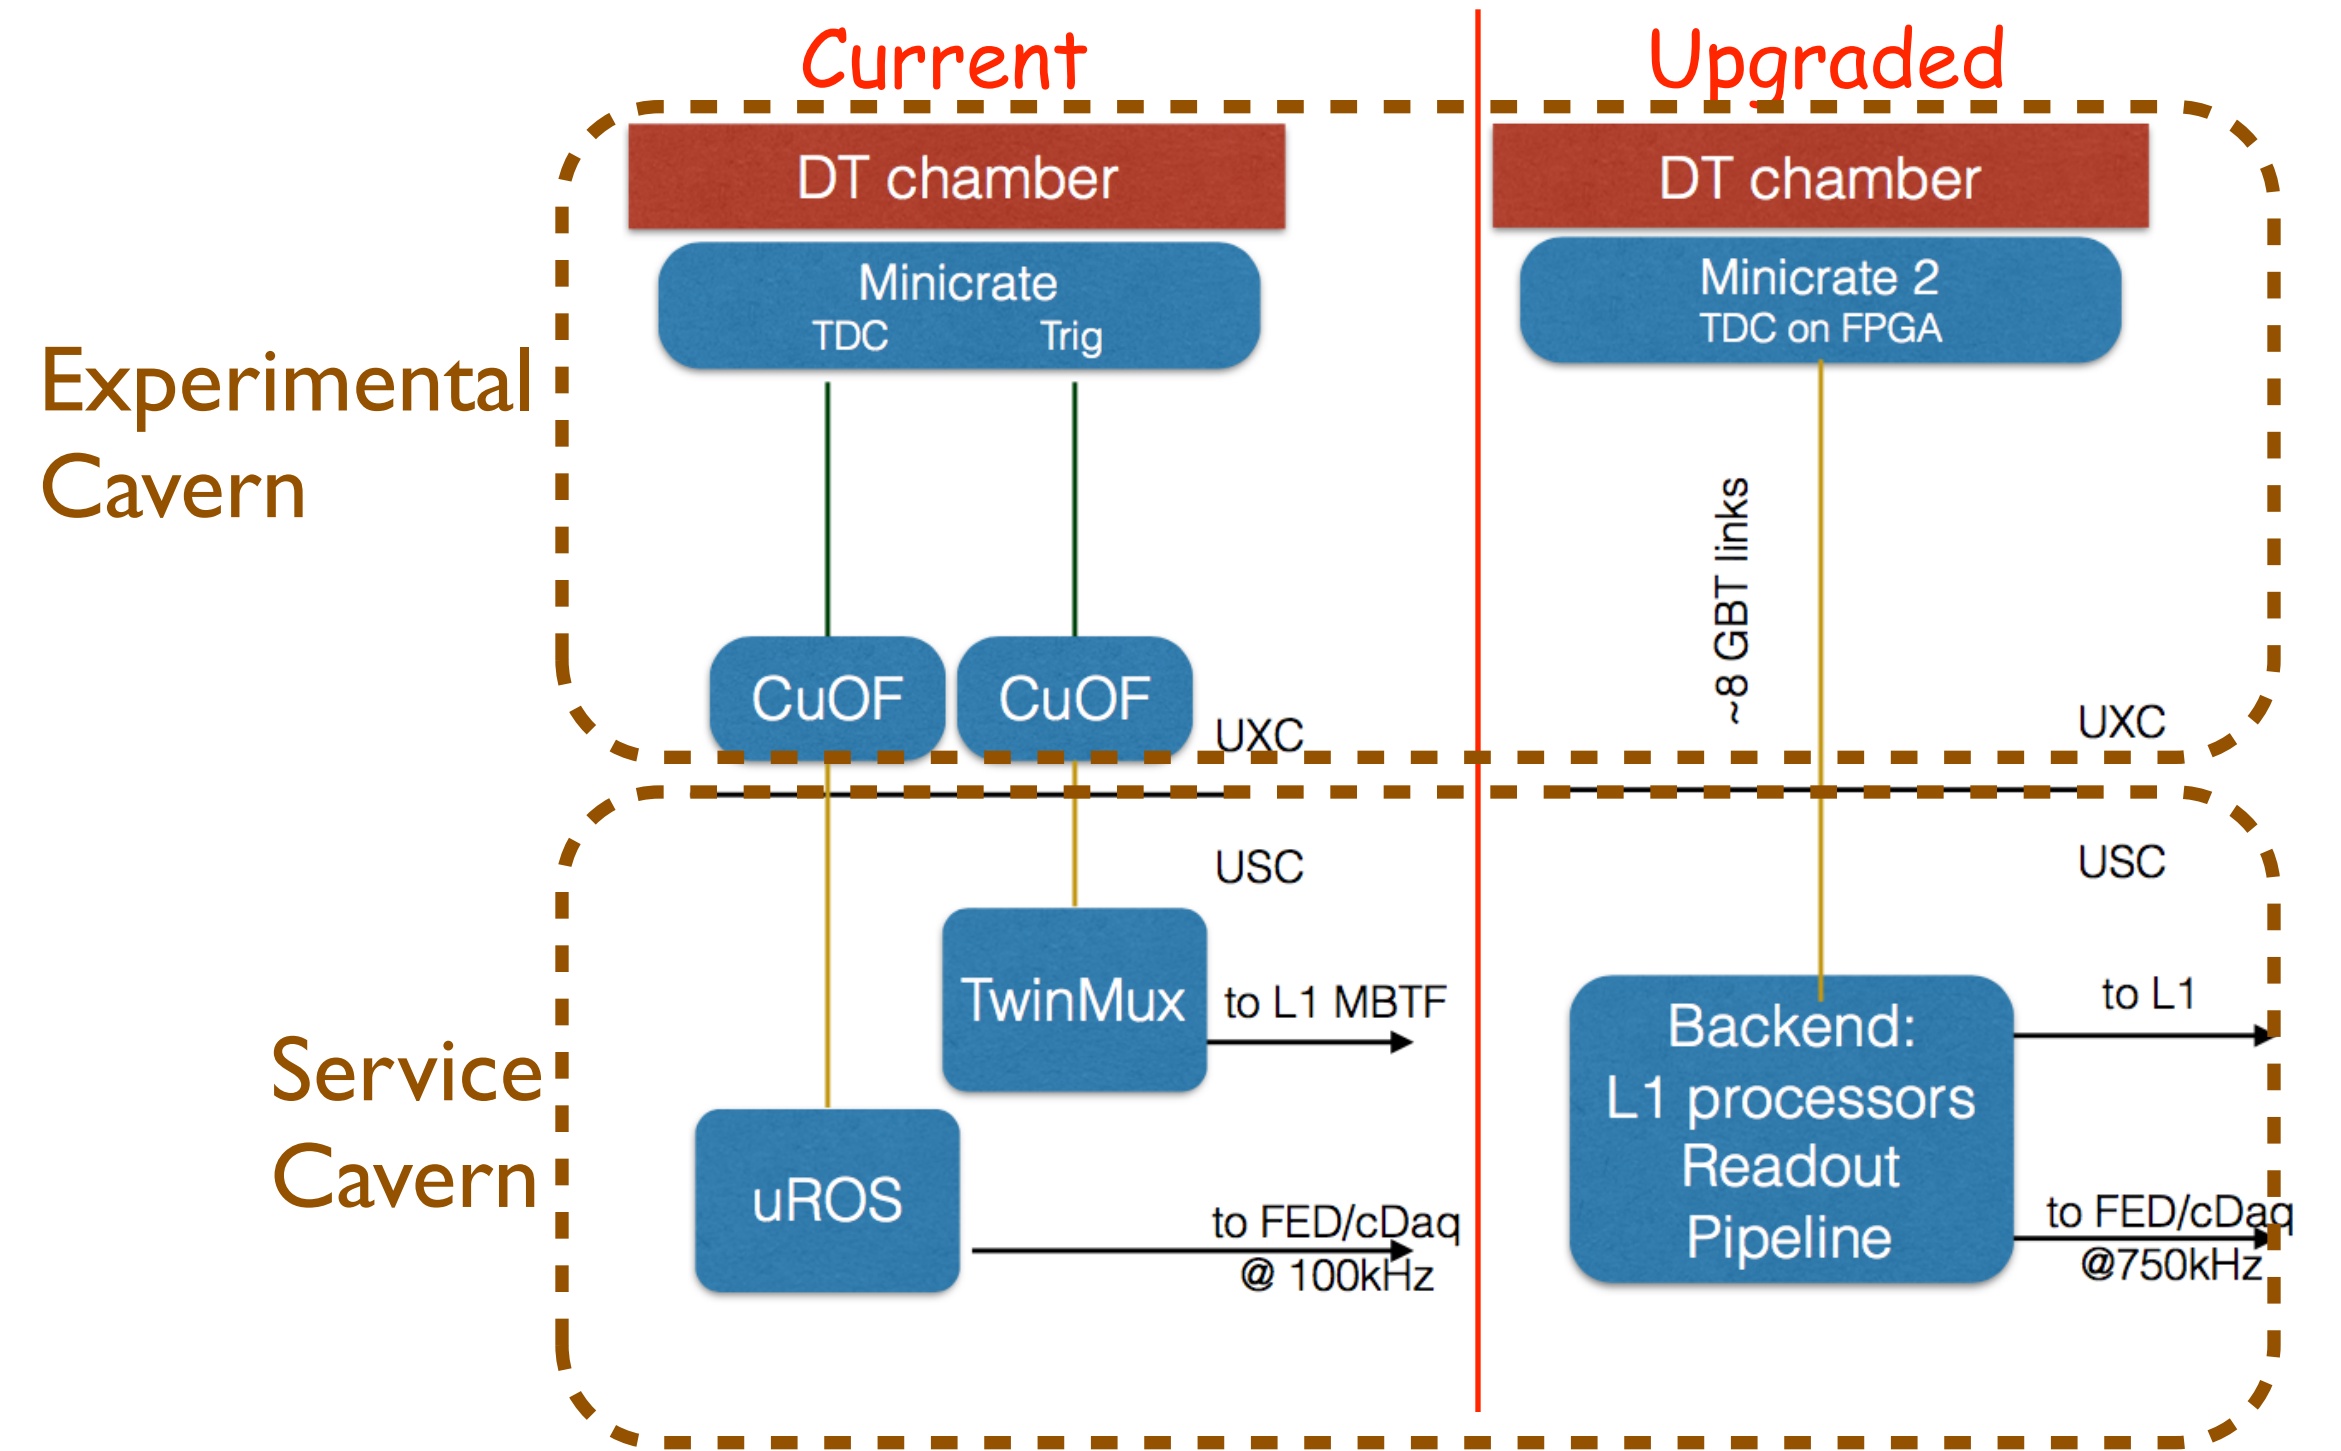 Current
Upgraded
DT chamber
DT chamber
Minicrate
TDC Trig
Minicrate 2
TDC on FPGA
Experimental
Cavern
~8 GBT links
CuOF
CuOF
UXC
UXC
USC
USC
TwinMux
to L1 MBTF
uROS
to FED/cDaq
@ 100kHz
Backend:
L1 processors
Readout
Pipeline
to L1
to FED/cDaq
@750kHz
Service
Cavern